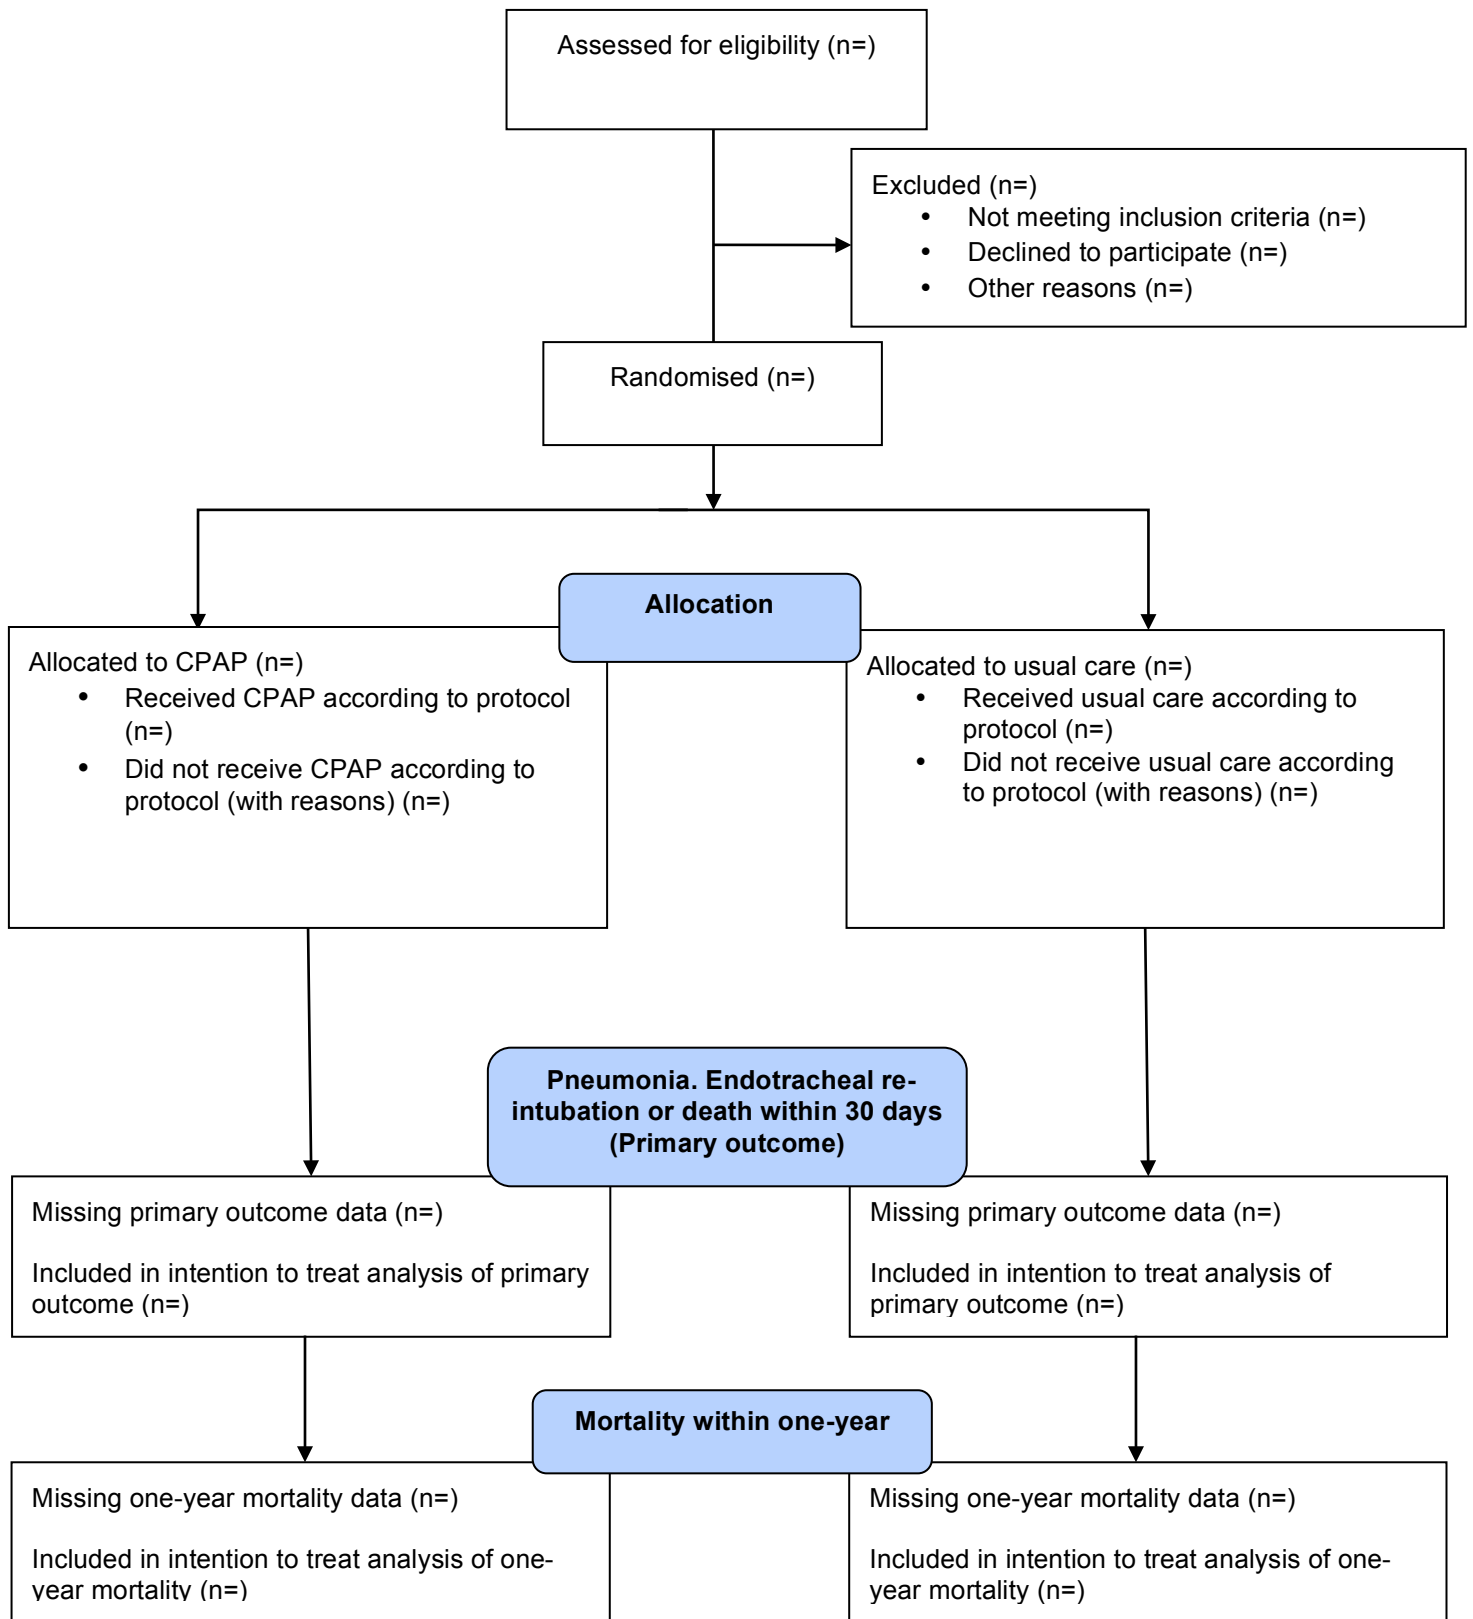 Assessed for eligibility (n=)
Excluded (n=)
• Not meeting inclusion criteria (n=)
• Declined to participate (n=)
• Other reasons (n=)
Randomised (n=)
Allocation
Allocated to CPAP (n=)
• Received CPAP according to protocol
(n=)
• Did not receive CPAP according to
protocol (with reasons) (n=)
Allocated to usual care (n=)
• Received usual care according to
protocol (n=)
• Did not receive usual care according
to protocol (with reasons) (n=)
Pneumonia. Endotracheal re-
intubation or death within 30 days
(Primary outcome)
Missing primary outcome data (n=)
Included in intention to treat analysis of primary
outcome (n=)
Missing primary outcome data (n=)
Included in intention to treat analysis of
primary outcome (n=)
Mortality within one-year
Missing one-year mortality data (n=)
Included in intention to treat analysis of one-
year mortality (n=)
Missing one-year mortality data (n=)
Included in intention to treat analysis of one-
year mortality (n=)